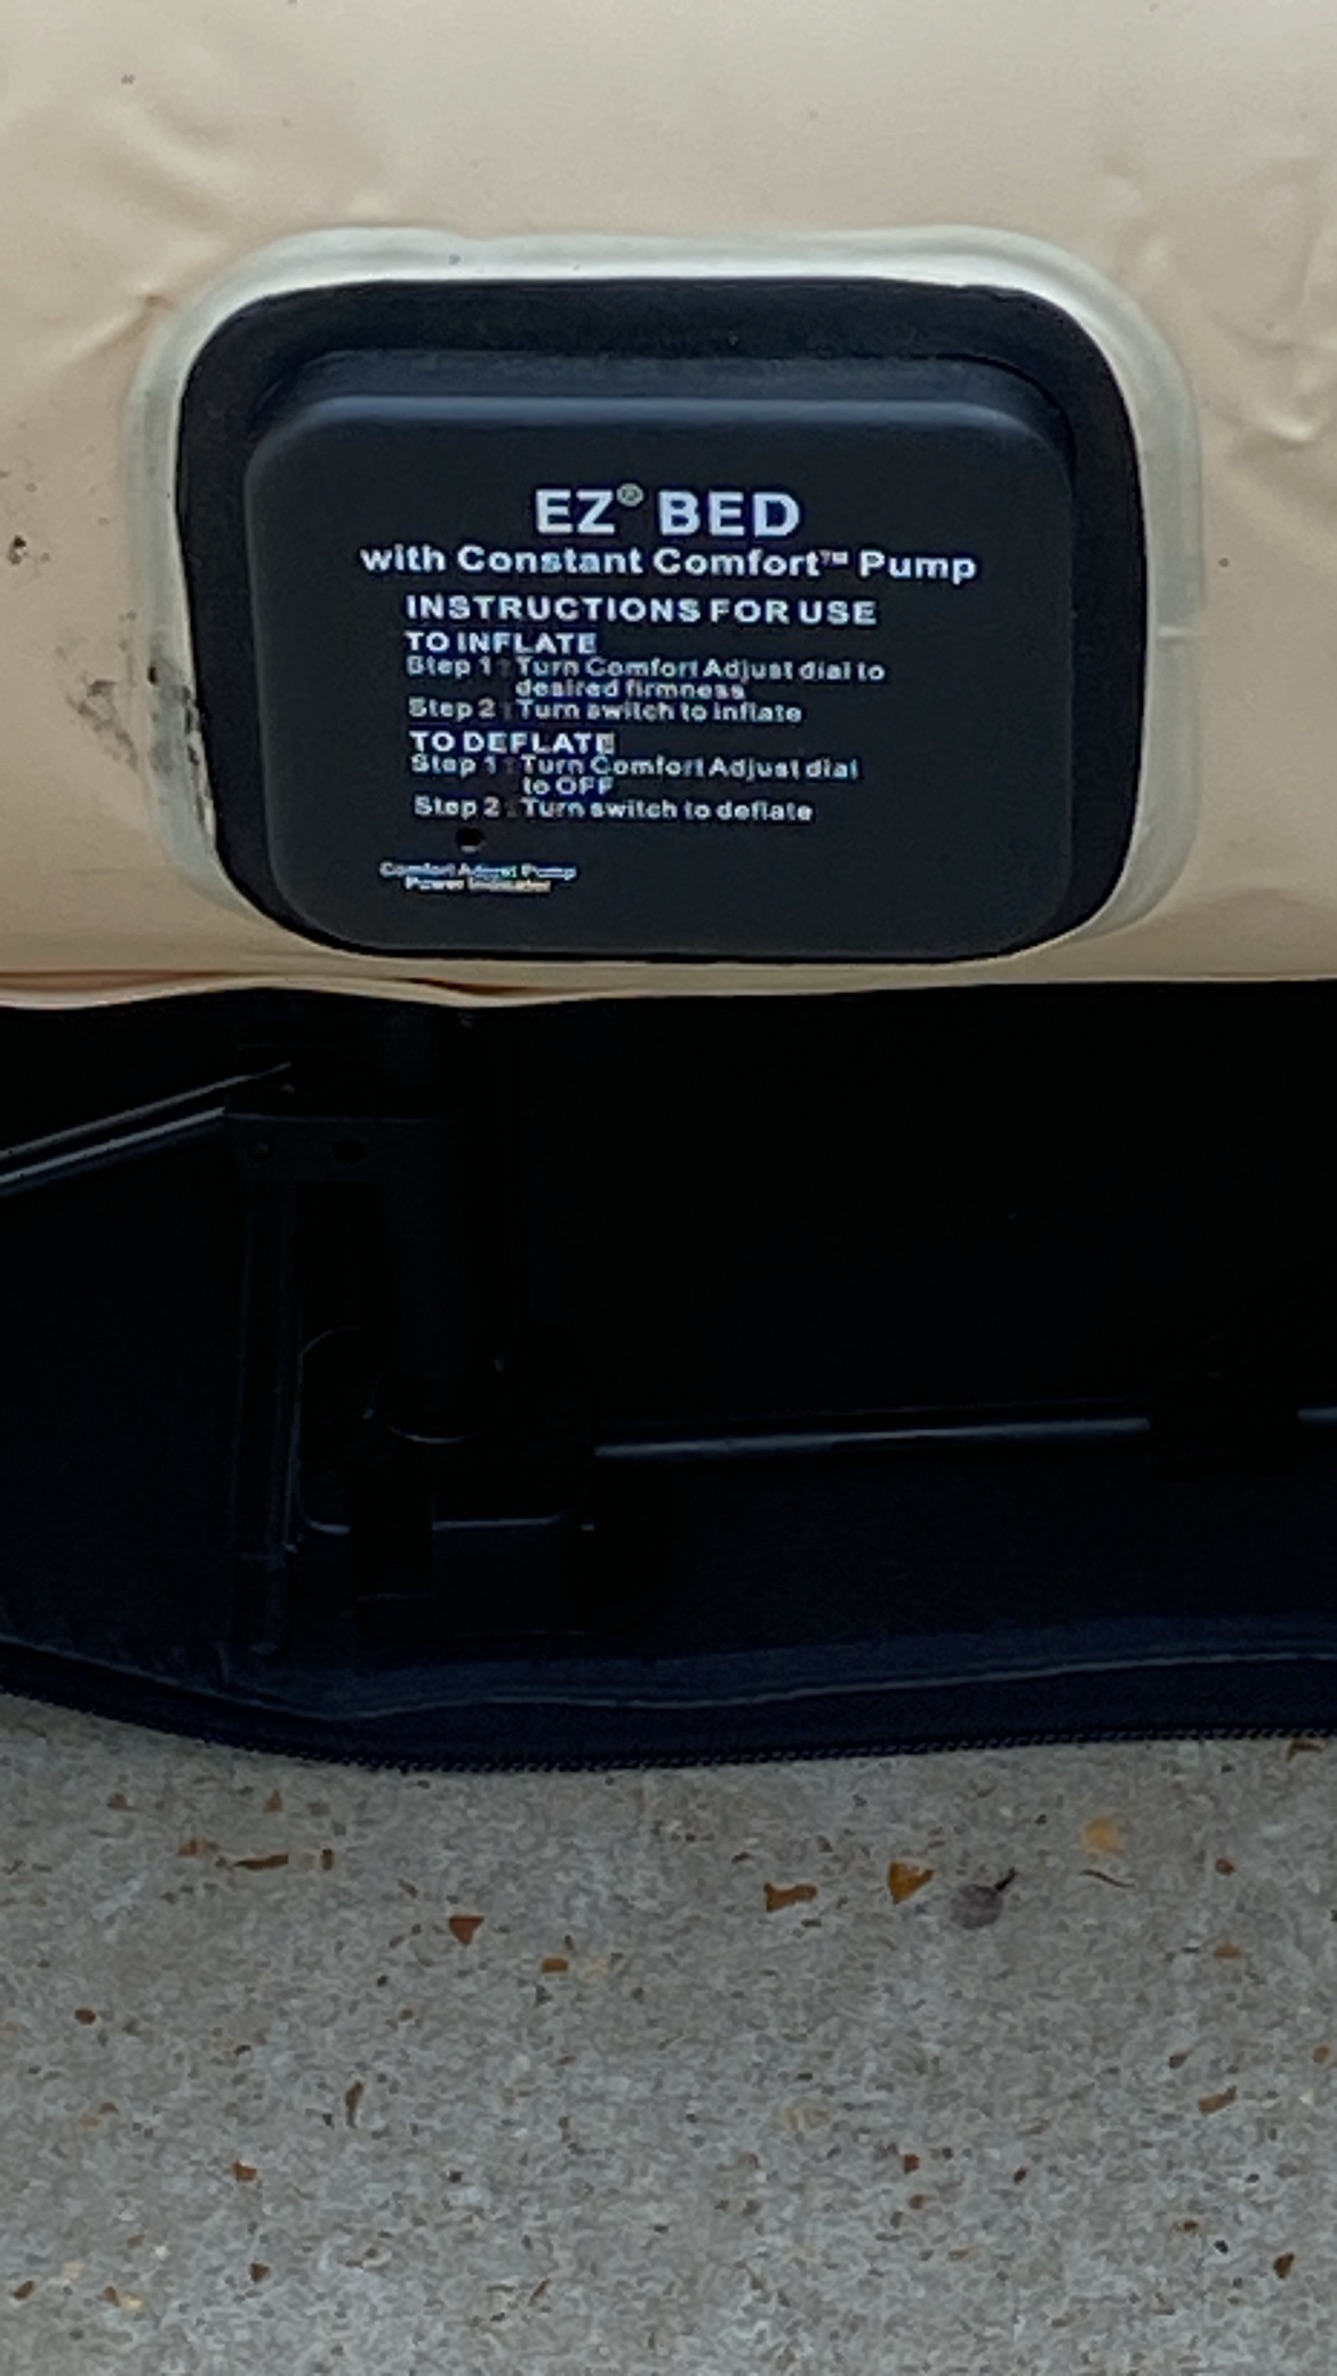 EZ® BED
with Constant Comfort™ Pump
INSTRUCTIONS FOR USE
TO INFLATE
Step 1 : Turn Comfort Adjust dial to
desired firmness
Step 2 : Turn switch to inflate
TO DEFLATE
Step 1 : Turn Comfort Adjust dial
to OFF
Step 2 : Turn switch to deflate
Comfort Adjust Pump
Power Indicator